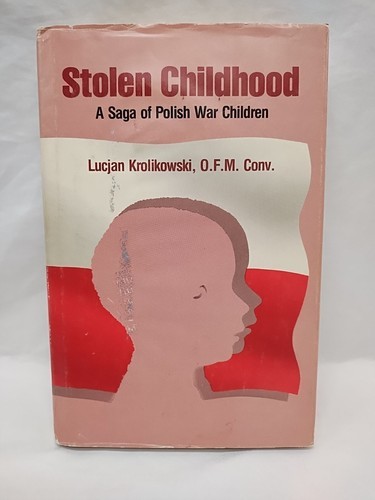 Stolen Childhood
A Saga of Polish War Children
Lucjan Krolikowski, O.F.M. Conv.